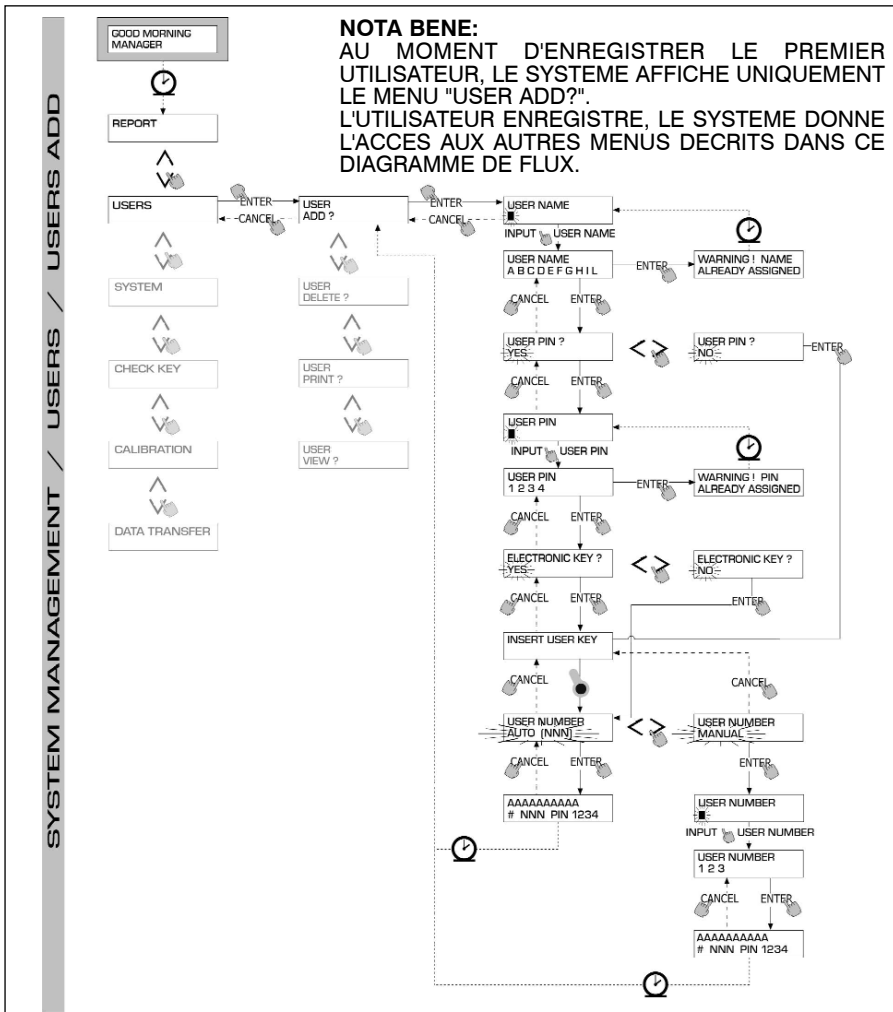 SYSTEM MANAGEMENT / USERS / USERS ADD
GOOD MORNING
MANAGER
NOTA BENE:
AU MOMENT D'ENREGISTRER LE PREMIER
UTILISATEUR, LE SYSTEME AFFICHE UNIQUEMENT
LE MENU "USER ADD?".
L'UTILISATEUR ENREGISTRE, LE SYSTEME DONNE
L'ACCES AUX AUTRES MENUS DECRITS DANS CE
DIAGRAMME DE FLUX.
REPORT
USERS
ENTER
CANCEL
USER
ADD ?
ENTER
CANCEL
USER NAME
INPUT USER NAME
USER NAME
A B C D E F G H I L
ENTER
WARNING ! NAME
ALREADY ASSIGNED
SYSTEM
USER
DELETE ?
CANCEL ENTER
CHECK KEY
USER
PRINT ?
USER PIN ?
YES
USER PIN ?
NO
ENTER
CANCEL ENTER
USER PIN
CALIBRATION
USER
VIEW ?
INPUT USER PIN
USER PIN
1 2 3 4
ENTER
WARNING ! PIN
ALREADY ASSIGNED
DATA TRANSFER
CANCEL ENTER
ELECTRONIC KEY ?
YES
ELECTRONIC KEY ?
NO
CANCEL ENTER
ENTER
INSERT USER KEY
CANCEL
CANCEL
USER NUMBER
AUTO (NNN)
USER NUMBER
MANUAL
CANCEL ENTER
ENTER
AAAAAAAAAA
# NNN PIN 1234
USER NUMBER
INPUT USER NUMBER
USER NUMBER
1 2 3
CANCEL ENTER
AAAAAAAAAA
# NNN PIN 1234